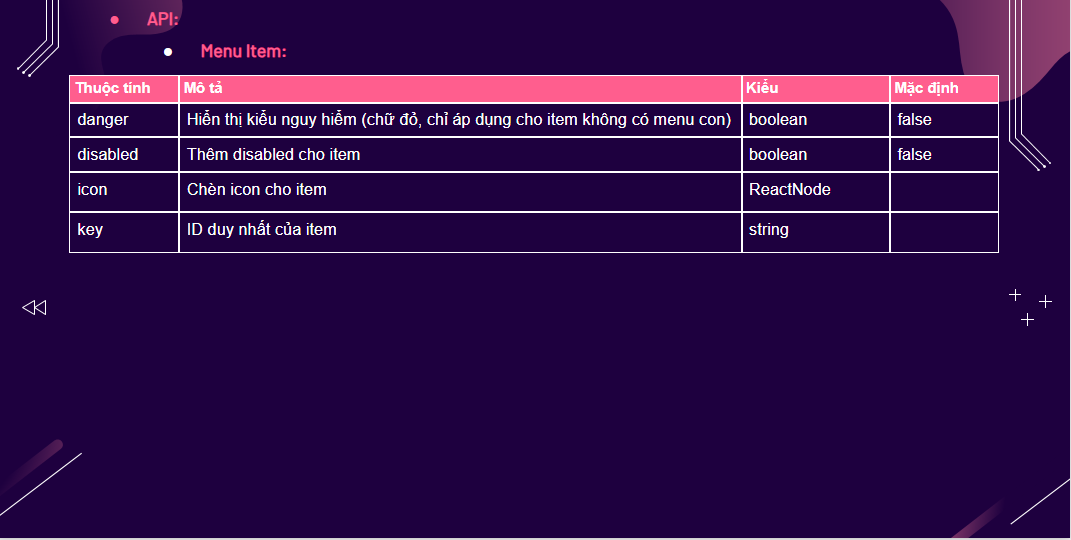 API:
Menu Item:
Thuộc tính Mô tả Kiểu Mặc định
danger Hiển thị kiểu nguy hiểm (chữ đỏ, chỉ áp dụng cho item không có menu con) boolean false
disabled Thêm disabled cho item boolean false
icon Chèn icon cho item ReactNode
key ID duy nhất của item string